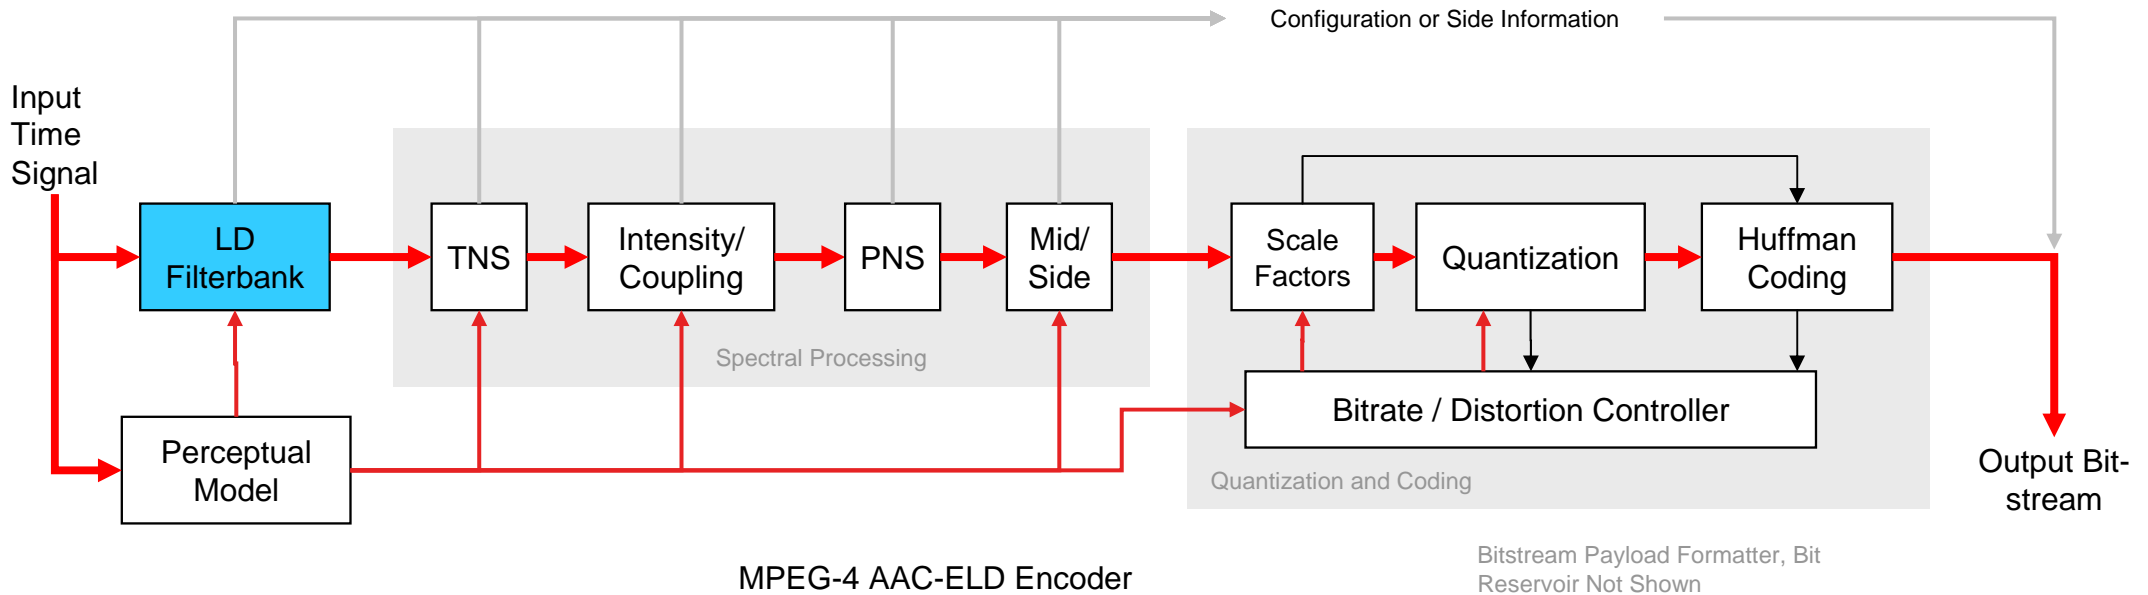 Configuration or Side Information
Input
Time
Signal
LD
Filterbank
TNS
Intensity/
Coupling
PNS
Mid/
Side
Scale
Factors
Quantization
Huffman
Coding
Spectral Processing
Bitrate / Distortion Controller
Perceptual
Model
Quantization and Coding
Output Bit-
stream
MPEG-4 AAC-ELD Encoder
Bitstream Payload Formatter, Bit
Reservoir Not Shown